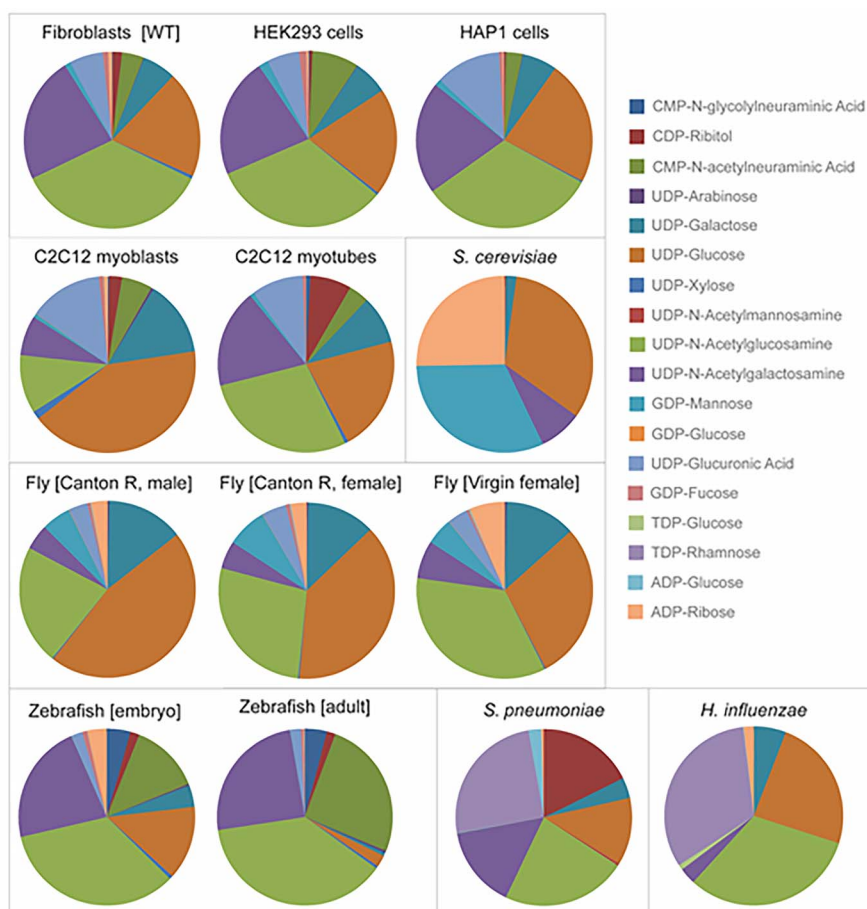 Fibroblasts [WT]
HEK293 cells
HAP1 cells
C2C12 myoblasts
C2C12 myotubes
S. cerevisiae
Fly [Canton R, male]
Fly [Canton R, female]
Fly [Virgin female]
Zebrafish [embryo]
Zebrafish [adult]
S. pneumoniae
H. influenzae
CMP-N-glycolylneuraminic Acid
CDP-Ribitol
CMP-N-acetylneuraminic Acid
UDP-Arabinose
UDP-Galactose
UDP-Glucose
UDP-Xylose
UDP-N-Acetylmannosamine
UDP-N-Acetylglucosamine
UDP-N-Acetylgalactosamine
GDP-Mannose
GDP-Glucose
UDP-Glucuronic Acid
GDP-Fucose
TDP-Glucose
TDP-Rhamnose
ADP-Glucose
ADP-Ribose